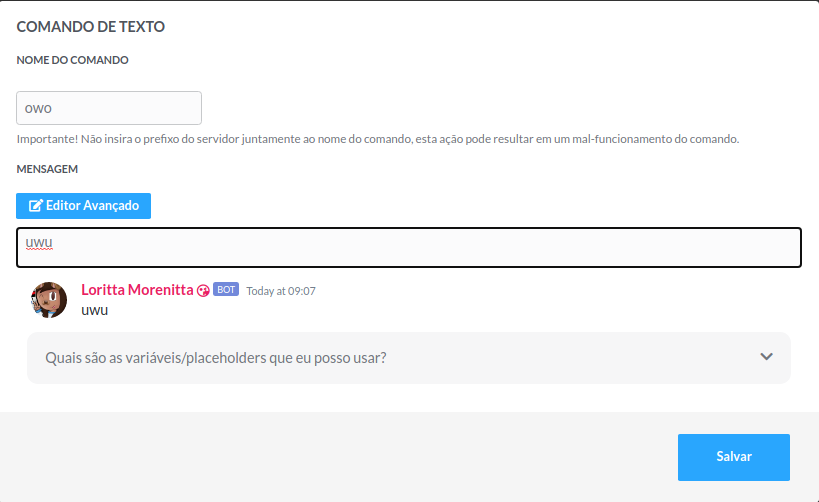 COMANDO DE TEXTO
NOME DO COMANDO
owo
Importante! Não insira o prefixo do servidor juntamente ao nome do comando, esta ação pode resultar em um mal-funcionamento do comando.
MENSAGEM
Editor Avançado
uwu
Loritta Morenitta BOT Today at 09:07
uwu
Quais são as variáveis/placeholders que eu posso usar?
Salvar